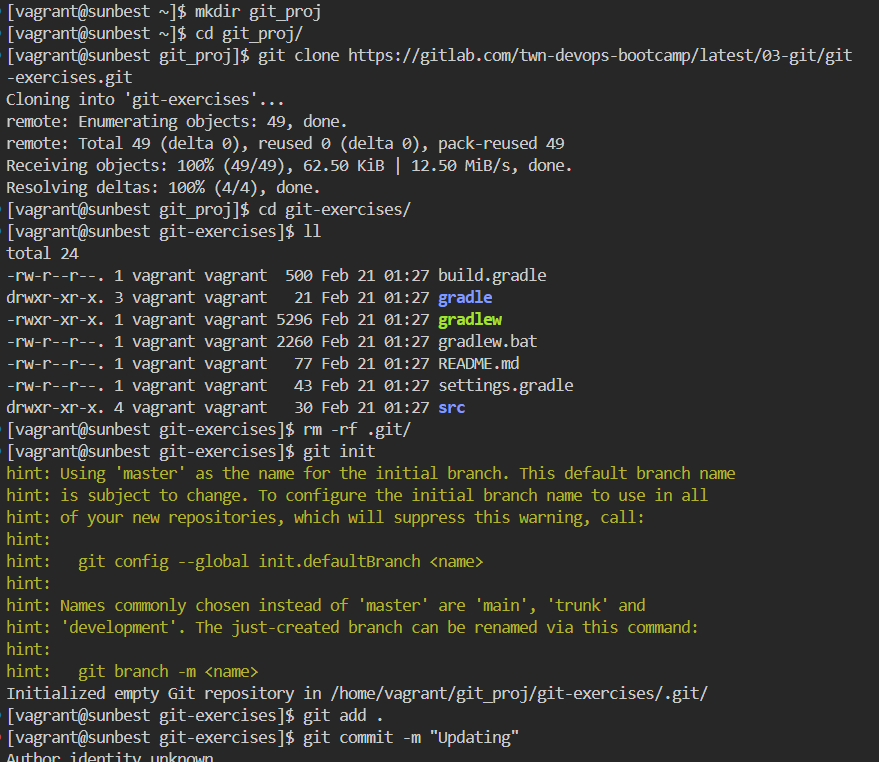 [vagrant@sunbest ~]$ mkdir git_proj
[vagrant@sunbest ~]$ cd git_proj/
[vagrant@sunbest git_proj]$ git clone https://gitlab.com/twn-devops-bootcamp/latest/03-git/git
-exercises.git
Cloning into 'git-exercises'...
remote: Enumerating objects: 49, done.
remote: Total 49 (delta 0), reused 0 (delta 0), pack-reused 49
Receiving objects: 100% (49/49), 62.50 KiB | 12.50 MiB/s, done.
Resolving deltas: 100% (4/4), done.
[vagrant@sunbest git_proj]$ cd git-exercises/
[vagrant@sunbest git-exercises]$ ll
total 24
-rw-r--r--. 1 vagrant vagrant  500 Feb 21 01:27 build.gradle
drwxr-xr-x. 3 vagrant vagrant   21 Feb 21 01:27 gradle
-rwxr-xr-x. 1 vagrant vagrant 5296 Feb 21 01:27 gradlew
-rw-r--r--. 1 vagrant vagrant 2260 Feb 21 01:27 gradlew.bat
-rw-r--r--. 1 vagrant vagrant   77 Feb 21 01:27 README.md
-rw-r--r--. 1 vagrant vagrant   43 Feb 21 01:27 settings.gradle
drwxr-xr-x. 4 vagrant vagrant   30 Feb 21 01:27 src
[vagrant@sunbest git-exercises]$ rm -rf .git/
[vagrant@sunbest git-exercises]$ git init
hint: Using 'master' as the name for the initial branch. This default branch name
hint: is subject to change. To configure the initial branch name to use in all
hint: of your new repositories, which will suppress this warning, call:
hint:
hint:   git config --global init.defaultBranch <name>
hint:
hint: Names commonly chosen instead of 'master' are 'main', 'trunk' and
hint: 'development'. The just-created branch can be renamed via this command:
hint:
hint:   git branch -m <name>
Initialized empty Git repository in /home/vagrant/git_proj/git-exercises/.git/
[vagrant@sunbest git-exercises]$ git add .
[vagrant@sunbest git-exercises]$ git commit -m "Updating"
Author identity unknown